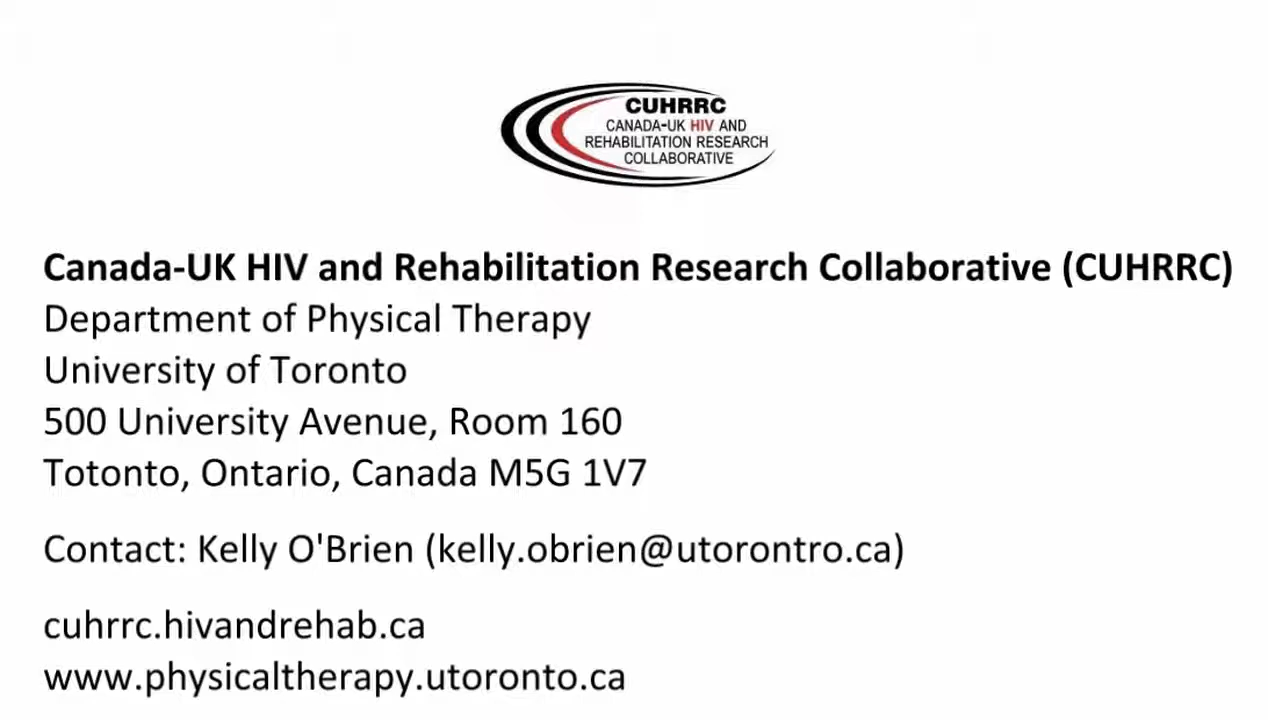 CUHRRC
CANADA-UK HIV AND
REHABILITATION RESEARCH
COLLABORATIVE
Canada-UK HIV and Rehabilitation Research Collaborative (CUHRRC)
Department of Physical Therapy
University of Toronto
500 University Avenue, Room 160
Totonto, Ontario, Canada M5G 1V7
Contact: Kelly O'Brien (kelly.obrien@utorontro.ca)
cuhrrc.hivandrehab.ca
www.physicaltherapy.utoronto.ca